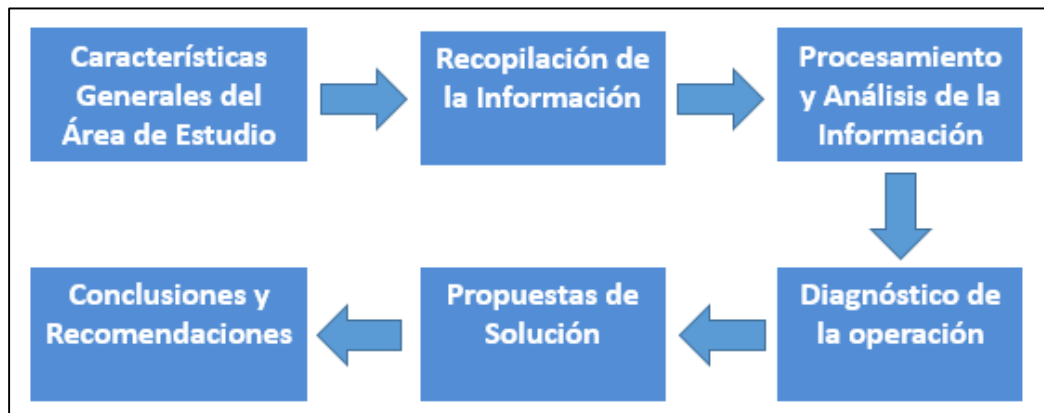 Características
Generales del
Área de Estudio
Recopilación de
la Información
Procesamiento
y Análisis de la
Información
Diagnóstico de
la operación
Propuestas de
Solución
Conclusiones y
Recomendaciones